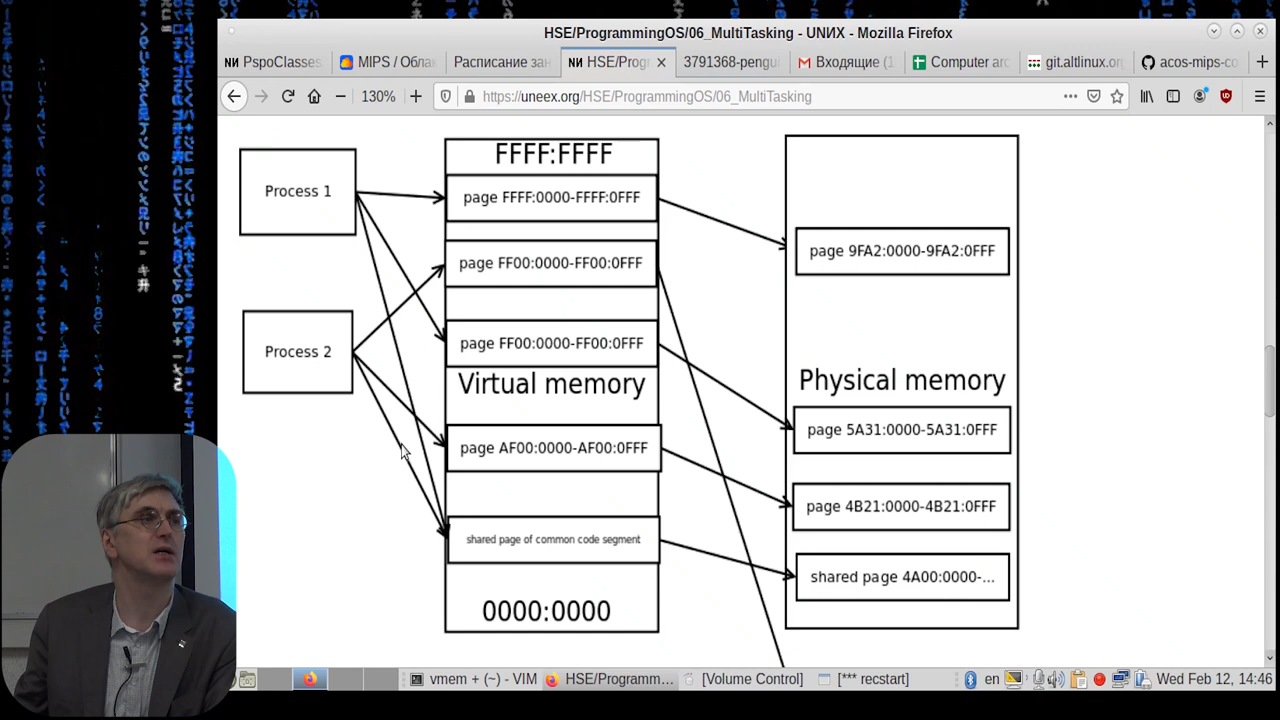 HSE/ProgrammingOS/06_MultiTasking - UNИX - Mozilla Firefox
NИ PspoClasses
MIPS / Обла
Расписание зан
NИ HSE/Prog
3791368-pengu
Входящие (1
Computer arc
git.altlinux.org
acos-mips-co
130%
https://uneex.org/HSE/ProgrammingOS/06_MultiTasking
Process 1
Process 2
FFFF:FFFF
page FFFF:0000-FFFF:0FFF
page FF00:0000-FF00:0FFF
page FF00:0000-FF00:0FFF
Virtual memory
page AF00:0000-AF00:0FFF
shared page of common code segment
0000:0000
page 9FA2:0000-9FA2:0FFF
Physical memory
page 5A31:0000-5A31:0FFF
page 4B21:0000-4B21:0FFF
shared page 4A00:0000-...
vmem + (~) - VIM
HSE/Programm...
[Volume Control]
[*** recstart]
en
Wed Feb 12, 14:46